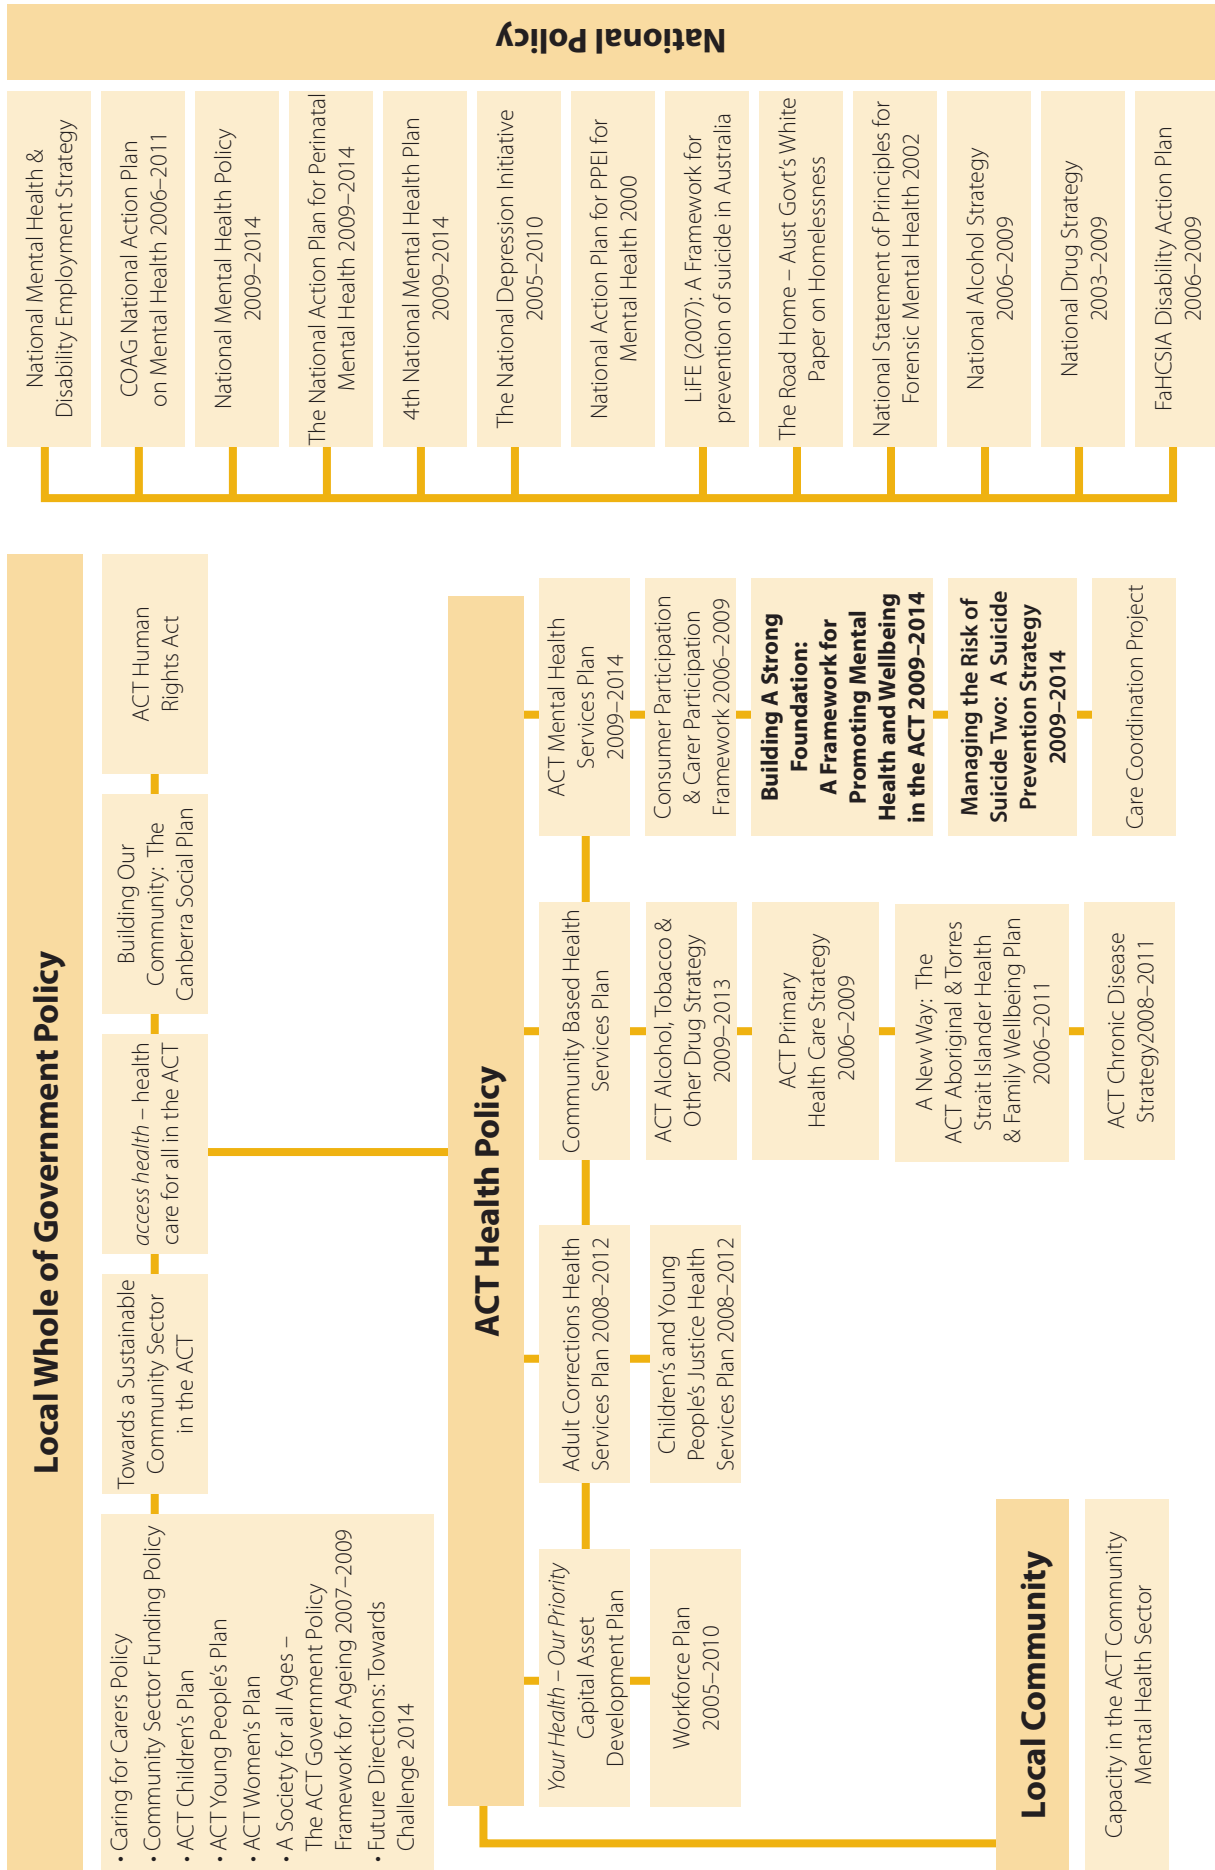 Local Whole of Government Policy
• Caring for Carers Policy
• Community Sector Funding Policy
• ACT Children's Plan
• ACT Young People's Plan
• ACT Women's Plan
• A Society for all Ages –
The ACT Government Policy
Framework for Ageing 2007–2009
• Future Directions: Towards
Challenge 2014
Towards a Sustainable
Community Sector
in the ACT
access health – health
care for all in the ACT
Building Our
Community: The
Canberra Social Plan
ACT Human
Rights Act
ACT Health Policy
Your Health – Our Priority
Capital Asset
Development Plan
Workforce Plan
2005–2010
Adult Corrections Health
Services Plan 2008–2012
Children's and Young
People's Justice Health
Services Plan 2008–2012
Community Based Health
Services Plan
ACT Alcohol, Tobacco &
Other Drug Strategy
2009–2013
ACT Primary
Health Care Strategy
2006–2009
A New Way: The
ACT Aboriginal & Torres
Strait Islander Health
& Family Wellbeing Plan
2006–2011
ACT Chronic Disease
Strategy2008–2011
ACT Mental Health
Services Plan
2009–2014
Consumer Participation
& Carer Participation
Framework 2006–2009
Building A Strong
Foundation:
A Framework for
Promoting Mental
Health and Wellbeing
in the ACT 2009–2014
Managing the Risk of
Suicide Two: A Suicide
Prevention Strategy
2009–2014
Care Coordination Project
Local Community
Capacity in the ACT Community
Mental Health Sector
National Policy
National Mental Health &
Disability Employment Strategy
COAG National Action Plan
on Mental Health 2006–2011
National Mental Health Policy
2009–2014
The National Action Plan for Perinatal
Mental Health 2009–2014
4th National Mental Health Plan
2009–2014
The National Depression Initiative
2005–2010
National Action Plan for PPEI for
Mental Health 2000
LiFE (2007): A Framework for
prevention of suicide in Australia
The Road Home – Aust Govt's White
Paper on Homelessness
National Statement of Principles for
Forensic Mental Health 2002
National Alcohol Strategy
2006–2009
National Drug Strategy
2003–2009
FaHCSIA Disability Action Plan
2006–2009